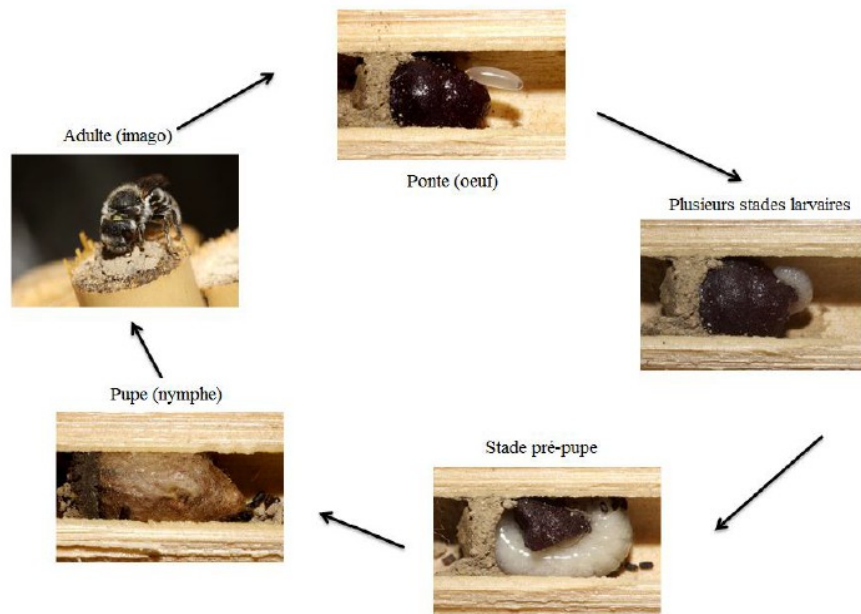 Adulte (imago)
Ponte (oeuf)
Plusieurs stades larvaires
Stade pré-pupe
Pupe (nymphe)